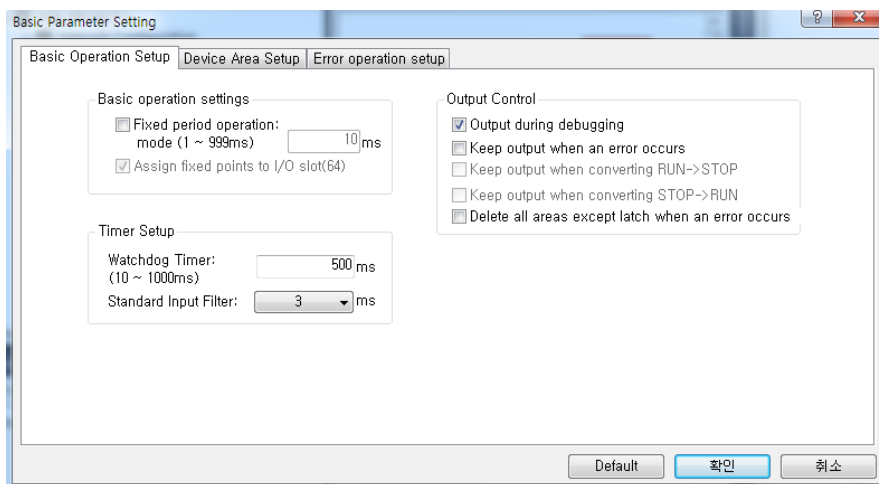 Basic Parameter Setting
Basic Operation Setup
Device Area Setup
Error operation setup
Basic operation settings
Fixed period operation:
mode (1 ~ 999ms)
10 ms
Assign fixed points to I/O slot(64)
Timer Setup
Watchdog Timer:
(10 ~ 1000ms)
500 ms
Standard Input Filter:
3
ms
Output Control
Output during debugging
Keep output when an error occurs
Keep output when converting RUN->STOP
Keep output when converting STOP->RUN
Delete all areas except latch when an error occurs
Default
확인
취소